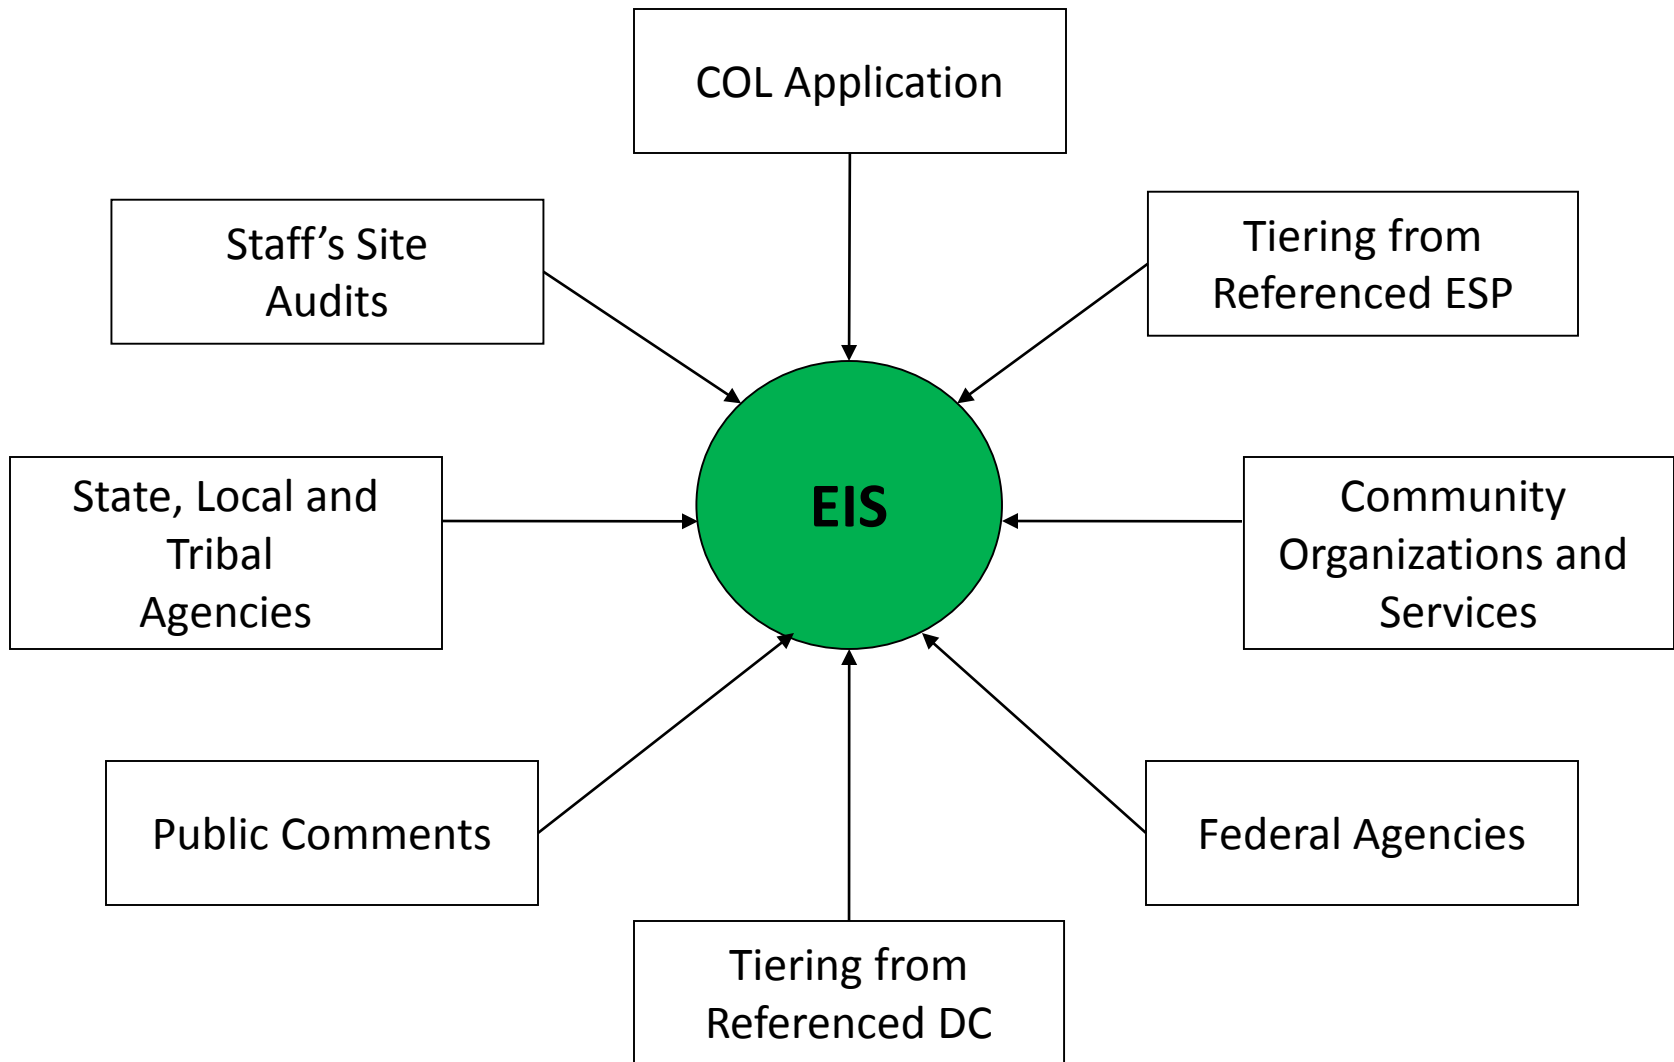 COL Application
Staff’s Site
Audits
Tiering from
Referenced ESP
State, Local and
Tribal
Agencies
EIS
Community
Organizations and
Services
Public Comments
Federal Agencies
Tiering from
Referenced DC